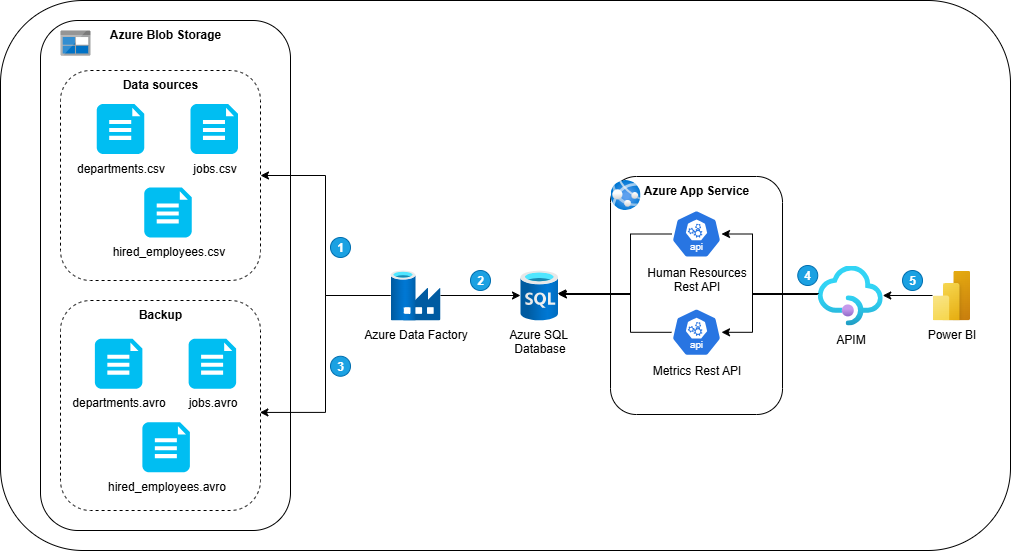 Azure Blob Storage
Data sources
departments.csv
jobs.csv
hired_employees.csv
Backup
departments.avro
jobs.avro
hired_employees.avro
1
3
Azure Data Factory
2
SQL
Azure SQL
Database
Azure App Service
api
Human Resources
Rest API
api
Metrics Rest API
4
APIM
5
Power BI